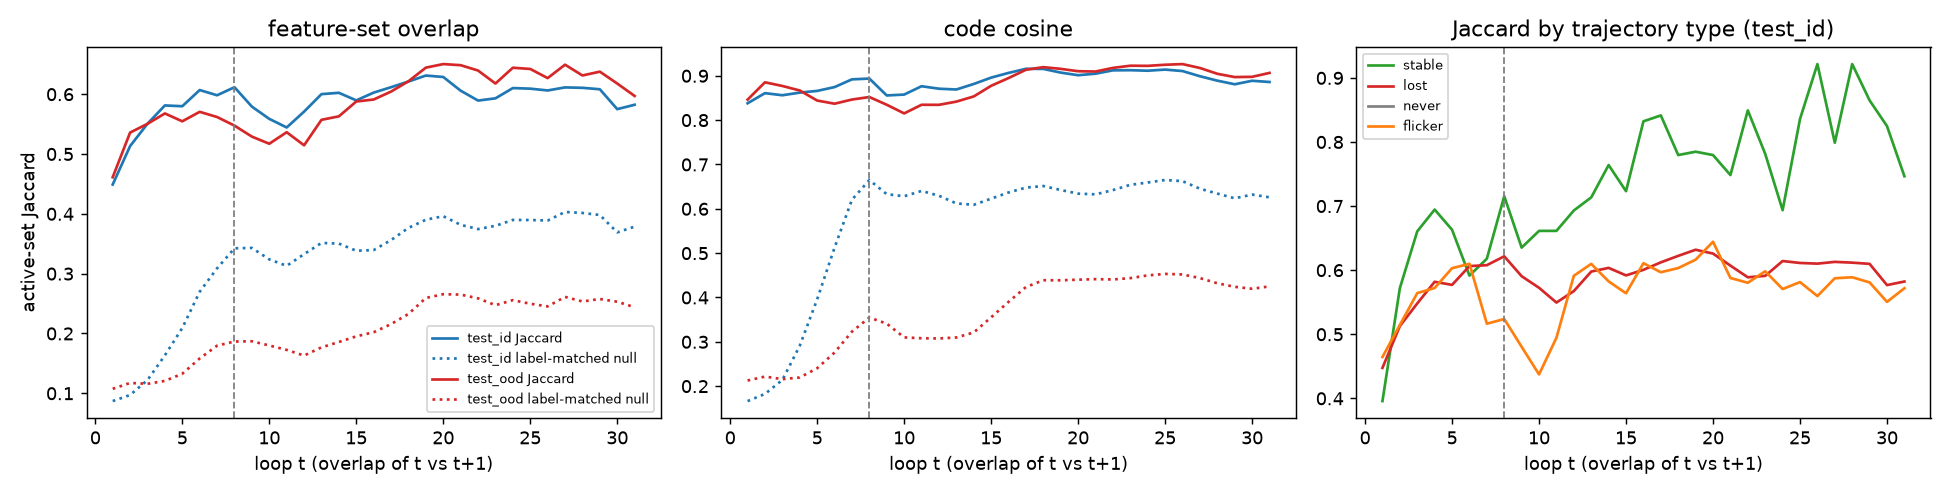 feature-set overlap
active-set Jaccard
0.6
0.5
0.4
0.3
0.2
0.1
test_id Jaccard
test_id label-matched null
test_ood Jaccard
test_ood label-matched null
0 5 10 15 20 25 30
loop t (overlap of t vs t+1)
code cosine
0.9
0.8
0.7
0.6
0.5
0.4
0.3
0.2
0 5 10 15 20 25 30
loop t (overlap of t vs t+1)
Jaccard by trajectory type (test_id)
stable
lost
never
flicker
0.9
0.8
0.7
0.6
0.5
0.4
0 5 10 15 20 25 30
loop t (overlap of t vs t+1)